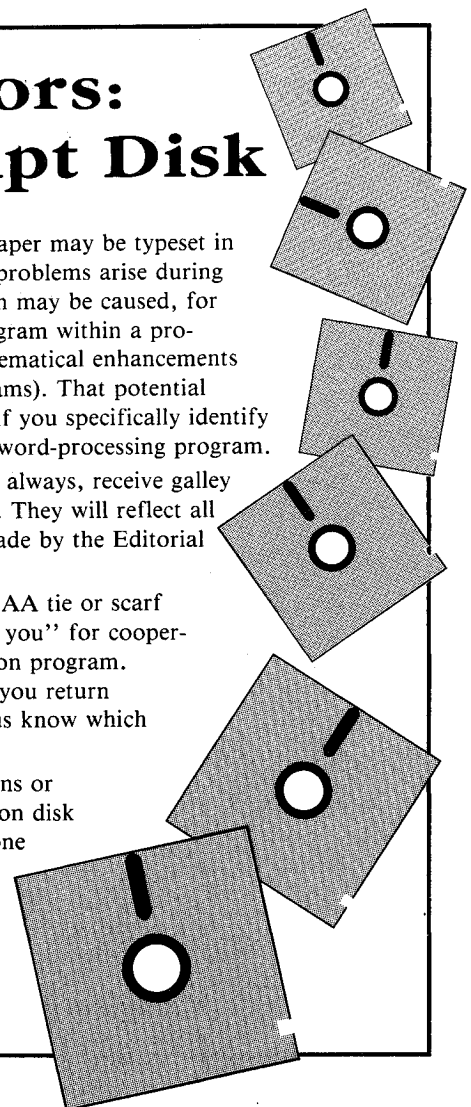 ors:
pt Disk
aper may be typeset in
problems arise during
may be caused, for
gram within a pro-
ematical enhancements
ams). That potential
f you specifically identify
word-processing program.
always, receive galley
They will reflect all
ade by the Editorial
AA tie or scarf
you” for cooper-
on program.
you return
us know which
ns or
on disk
one